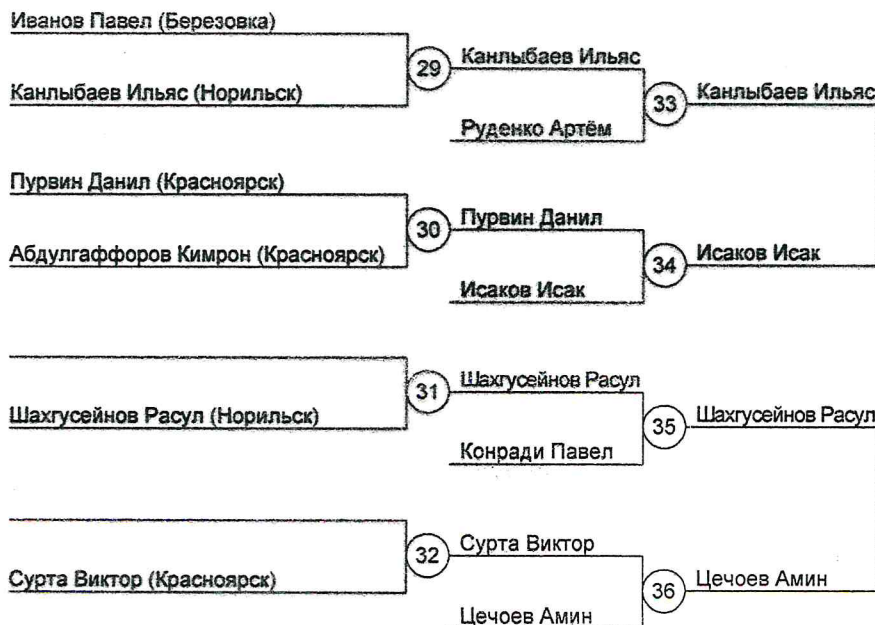 Иванов Павел (Березовка)
29
Канлыбаев Ильяс
Канлыбаев Ильяс (Норильск)
33
Канлыбаев Ильяс
Руденко Артём
Пурвин Данил (Красноярск)
30
Пурвин Данил
Абдулгаффоров Кимрон (Красноярск)
34
Исаков Исак
Исаков Исак
31
Шахгусейнов Расул
Шахгусейнов Расул (Норильск)
35
Шахгусейнов Расул
Конради Павел
32
Сурта Виктор
Сурта Виктор (Красноярск)
36
Цечоев Амин
Цечоев Амин